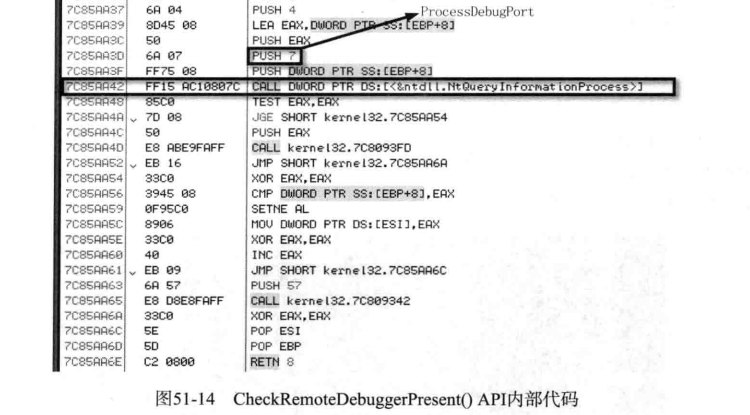 7C85AA37 6A 04 PUSH 4
ProcessDebugPort
7C85AA39 8D45 08 LEA EAX,DWORD PTR SS:[EBP+8]
7C85AA3C 50 PUSH EAX
7C85AA3D 6A 07 PUSH 7
7C85AA3F FF75 08 PUSH DWORD PTR SS:[EBP+8]
7C85AA42 FF15 AC10807C CALL DWORD PTR DS:[<&ntdll.NtQueryInformationProcess>]
7C85AA48 85C0 TEST EAX,EAX
7C85AA4A 7D 08 JGE SHORT kernel32.7C85AA54
7C85AA4C 50 PUSH EAX
7C85AA4D E8 ABE9FAFF CALL kernel32.7C8093FD
7C85AA52 EB 16 JMP SHORT kernel32.7C85AA6A
7C85AA54 33C0 XOR EAX,EAX
7C85AA56 3945 08 CMP DWORD PTR SS:[EBP+8],EAX
7C85AA59 0F95C0 SETNE AL
7C85AA5C 8906 MOV DWORD PTR DS:[ESI],EAX
7C85AA5E 33C0 XOR EAX,EAX
7C85AA60 40 INC EAX
7C85AA61 EB 09 JMP SHORT kernel32.7C85AA6C
7C85AA63 6A 57 PUSH 57
7C85AA65 E8 D8E8FAFF CALL kernel32.7C809342
7C85AA6A 33C0 XOR EAX,EAX
7C85AA6C 5E POP ESI
7C85AA6D 5D POP EBP
7C85AA6E C2 0800 RETN 8
图51-14 CheckRemoteDebuggerPresent() API内部代码